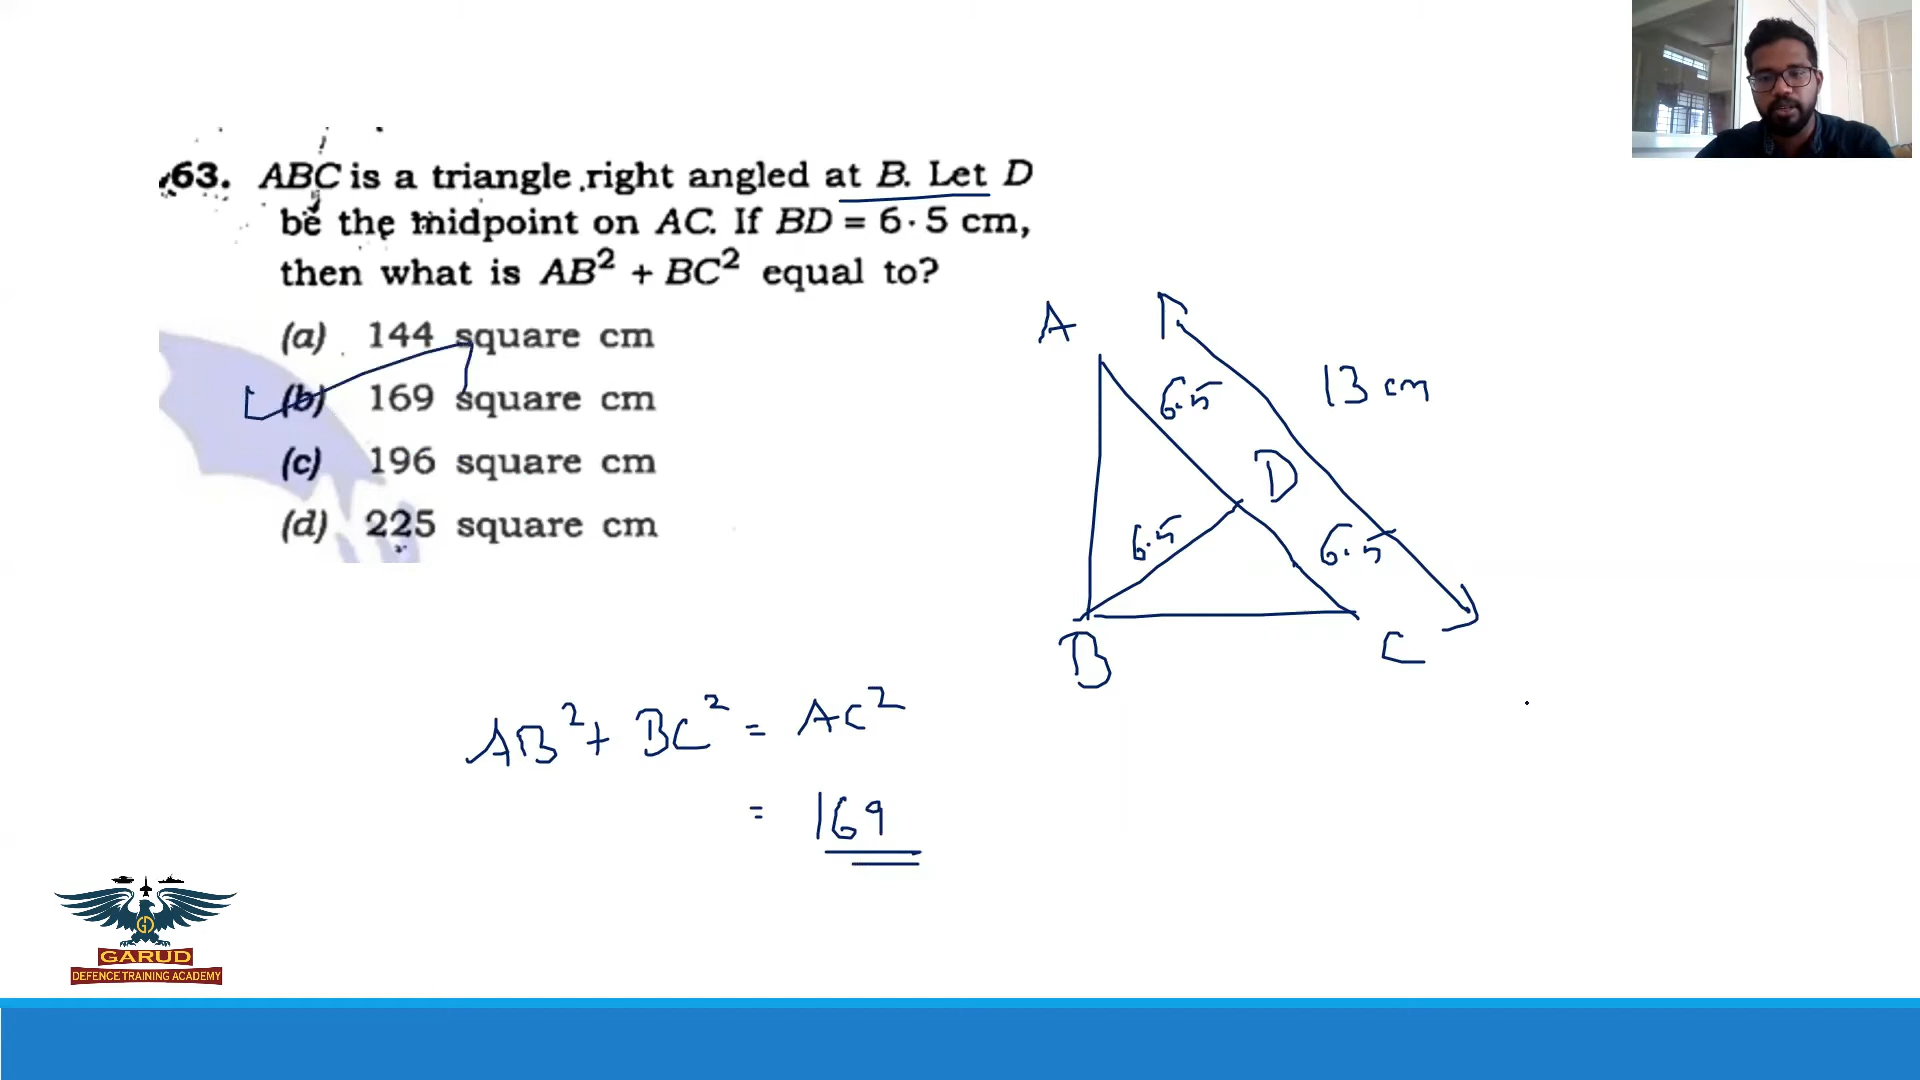 63. ABC is a triangle right angled at B. Let D
be the midpoint on AC. If BD = 6·5 cm,
then what is AB² + BC² equal to?
(a) 144 square cm
(b) 169 square cm
(c) 196 square cm
(d) 225 square cm
A
13 cm
6.5
D
6.5
6.5
B
C
AB² + BC² = AC²
= 169
GARUD
DEFENCE TRAINING ACADEMY